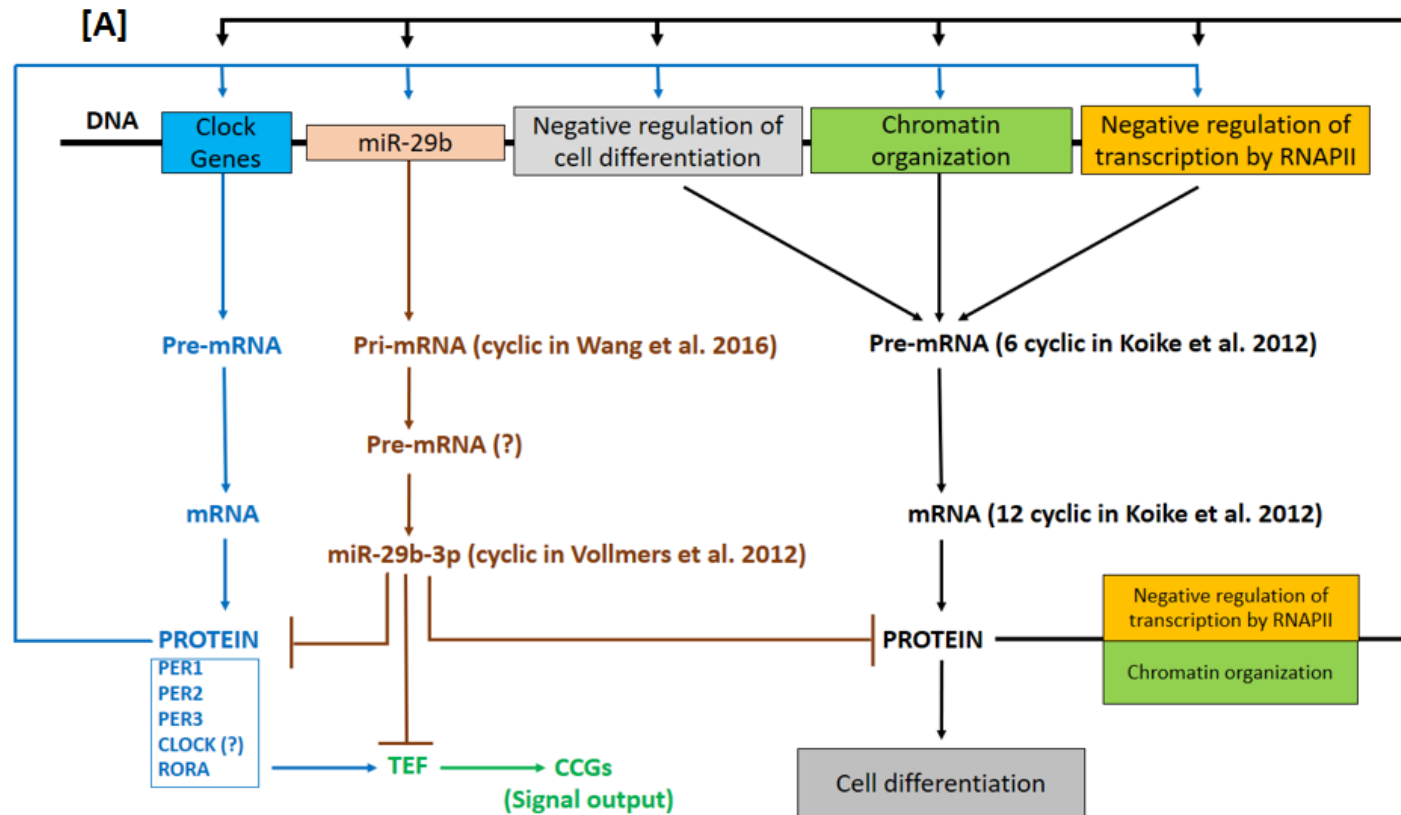 [A]
DNA
Clock
Genes
miR-29b
Negative regulation of
cell differentiation
Chromatin
organization
Negative regulation of
transcription by RNAPII
Pre-mRNA
Pri-mRNA (cyclic in Wang et al. 2016)
Pre-mRNA (6 cyclic in Koike et al. 2012)
Pre-mRNA (?)
mRNA
mRNA (12 cyclic in Koike et al. 2012)
miR-29b-3p (cyclic in Vollmers et al. 2012)
PROTEIN
PROTEIN
Negative regulation of
transcription by RNAPII
Chromatin organization
PER1
PER2
PER3
CLOCK (?)
RORA
TEF
CCGs
(Signal output)
Cell differentiation